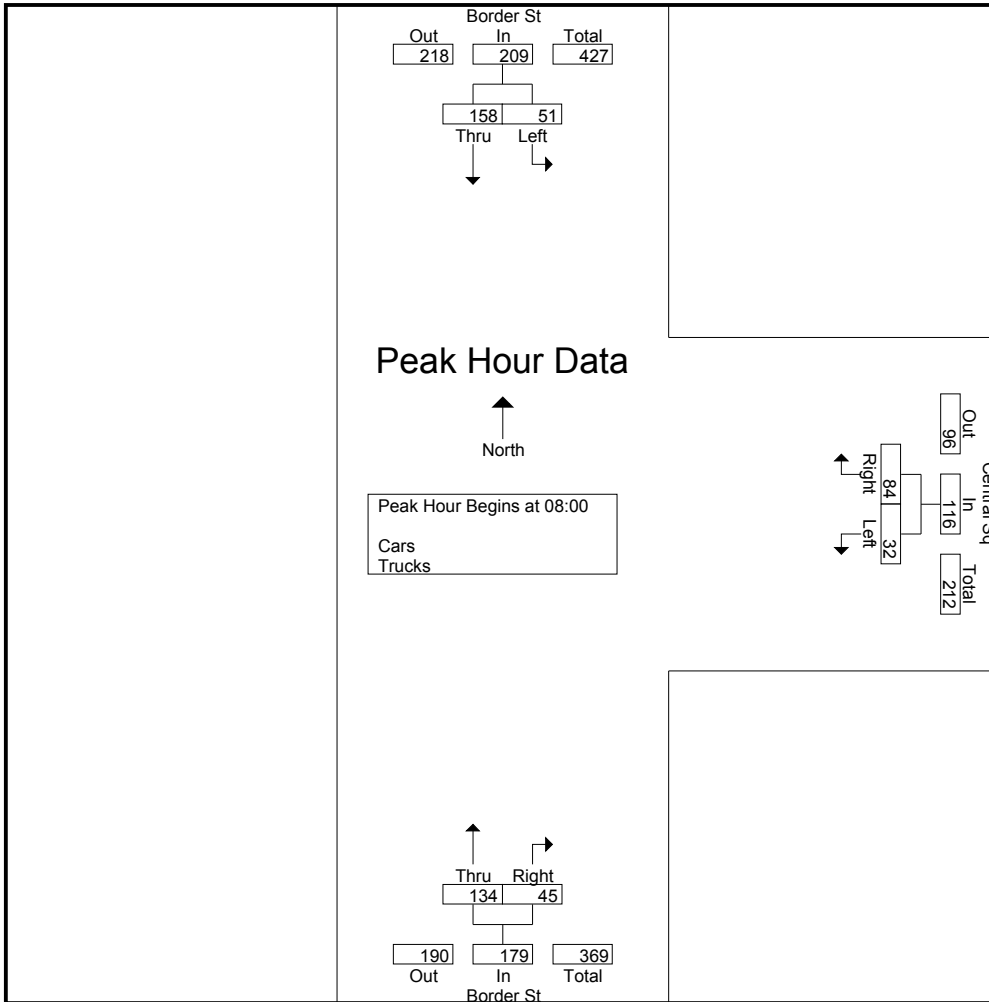 Border St
Out In Total
218 209 427
158 51
Thru Left
Peak Hour Data
North
Peak Hour Begins at 08:00
Cars
Trucks
Central Sq
Out In Total
96 116 212
Right Left
84 32
Thru Right
134 45
190 179 369
Out In Total
Border St